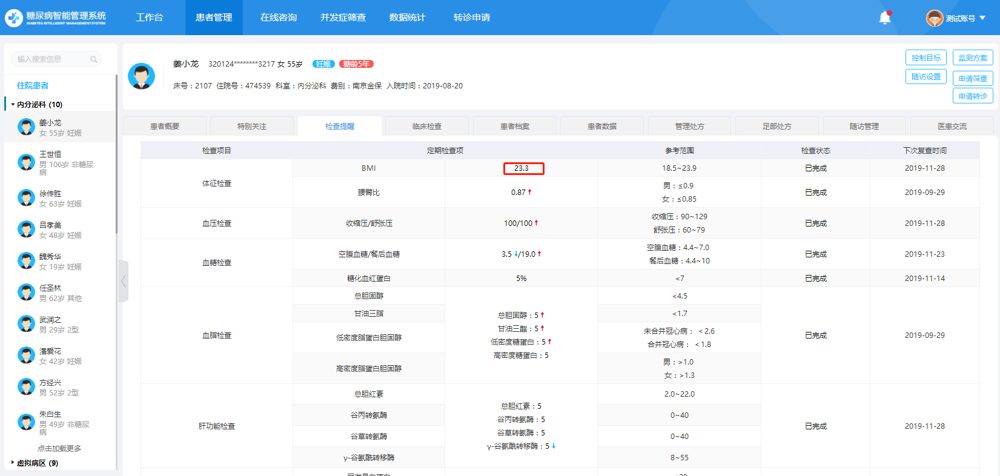 糖尿病智能管理系统
DIABETES INTELLIGENT MANAGEMENT SYSTEM
工作台 患者管理 在线咨询 并发症筛查 数据统计 转诊申请
测试账号
输入搜索信息
住院患者
内分泌科 (10)
姜小龙
女 55岁 妊娠
王世恒
男 106岁 非糖尿
病
徐传胜
女 63岁 妊娠
吕孝美
女 48岁 妊娠
魏秀华
女 19岁 妊娠
任圣林
男 62岁 其他
武润之
男 29岁 2型
潘爱花
女 42岁 妊娠
方经兴
男 52岁 2型
朱白生
男 49岁 非糖尿
病
点击加载更多
虚拟病区 (9)
姜小龙 320124********3217 女 55岁 妊娠 糖龄5年
床号：2107 住院号：474539 科室：内分泌科 费别：南京金保 入院时间：2019-08-20
控制目标 监测方案
随访设置 申请筛查
申请转诊
患者概要 特别关注 检查提醒 临床检查 患者档案 患者数据 管理处方 足部处方 随访管理 医患交流
检查项目 定期检查项 参考范围 检查状态 下次复查时间
体征检查
BMI 23.3 18.5~23.9 已完成 2019-11-28
腰臀比 0.87↑ 男：≤0.9
女：≤0.85
已完成 2019-09-29
血压检查 收缩压/舒张压 100/100↑ 收缩压：90~129
舒张压：60~79
已完成 2019-11-28
血糖检查
空腹血糖/餐后血糖 3.5↓/19.0↑ 空腹血糖：4.4~7.0
餐后血糖：4.4~10
已完成 2019-11-23
糖化血红蛋白 5% <7 已完成 2019-11-14
血脂检查
总胆固醇 <4.5
甘油三脂 <1.7
低密度脂蛋白胆固醇 未合并冠心病： <2.6
合并冠心病： <1.8
高密度脂蛋白胆固醇 男：>1.0
女：>1.3
总胆固醇：5↑
甘油三酯：5↑
低密度糖蛋白：5↑
高密度糖蛋白：5
已完成 2019-09-29
肝功能检查
总胆红素 2.0~22.0
谷丙转氨酶 0~40
谷草转氨酶 0~40
γ-谷氨酰转移酶 8~55
总胆红素：5
谷丙转氨酶：5
谷草转氨酶：5
γ-谷氨酰转移酶：5↓
已完成 2019-11-28